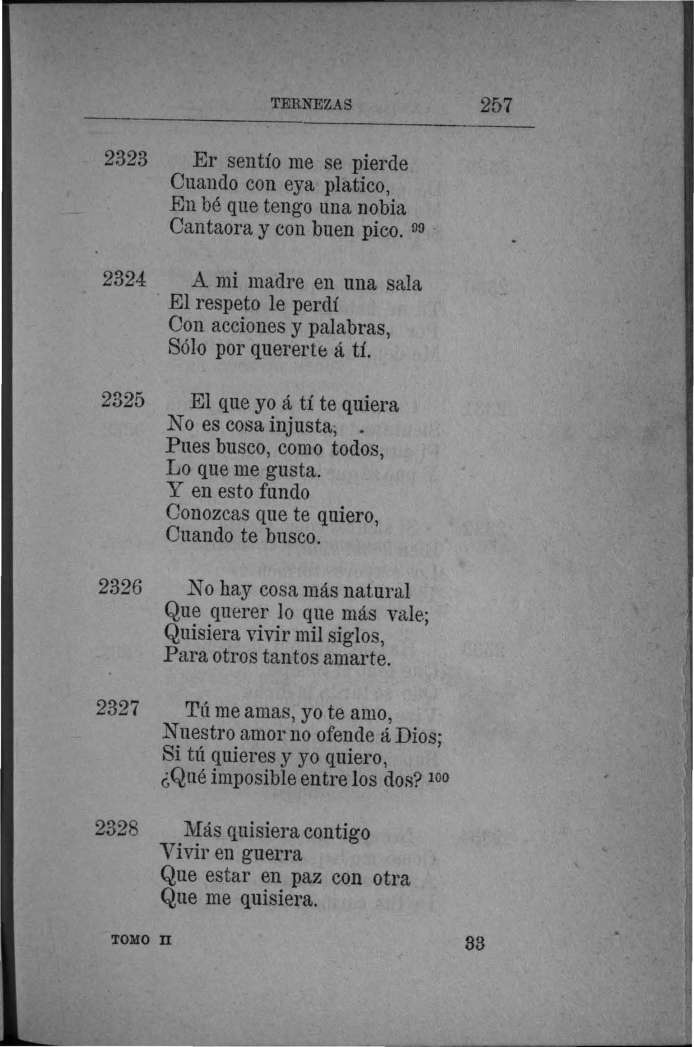 TERNEZAS 257
2323 Er sentío me se pierde
Cuando con eya platico,
En bé que tengo una nobia
Cantaora y con buen pico. 99
2324 A mi madre en una sala
El respeto le perdí
Con acciones y palabras,
Sólo por quererte á tí.
2325 El que yo á tí te quiera
No es cosa injusta,
Pues busco, como todos,
Lo que me gusta.
Y en esto fundo
Conozcas que te quiero,
Cuando te busco.
2326 No hay cosa más natural
Que querer lo que más vale;
Quisiera vivir mil siglos,
Para otros tantos amarte.
2327 Tú me amas, yo te amo,
Nuestro amor no ofende á Dios;
Si tú quieres y yo quiero,
¿Qué imposible entre los dos? 100
2328 Más quisiera contigo
Vivir en guerra
Que estar en paz con otra
Que me quisiera.
TOMO II 33